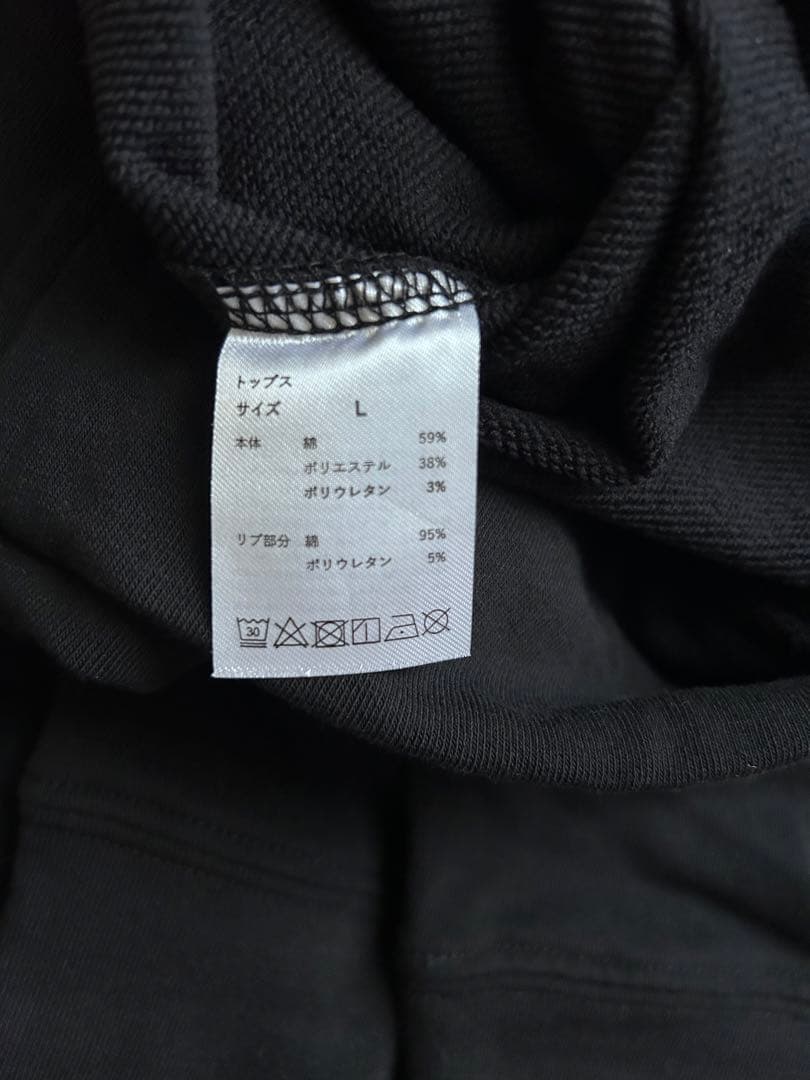 トップス
サイズ L
本体 綿 59%
ポリエステル 38%
ポリウレタン 3%
リブ部分 綿 95%
ポリウレタン 5%
30